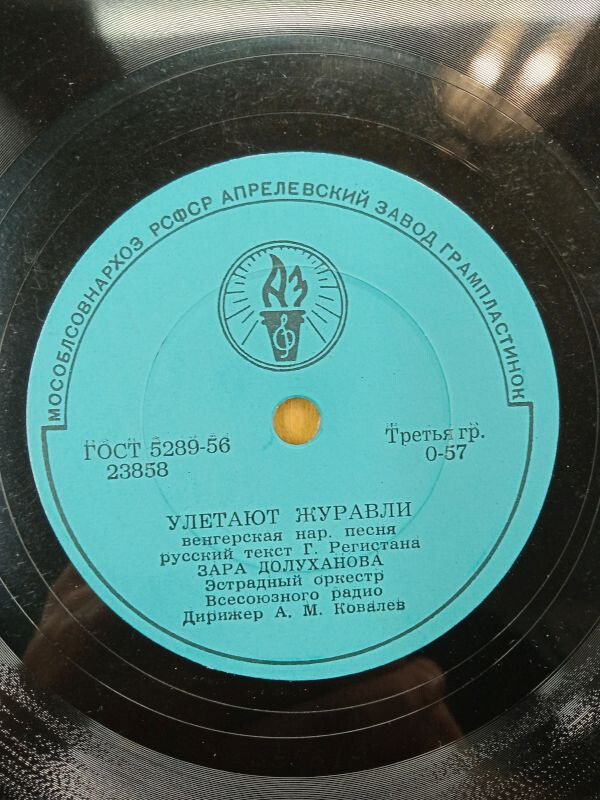 МОСОБЛСОВНАРХОЗ РСФСР АПРЕЛЕВСКИЙ ЗАВОД ГРАМПЛАСТИНОК
АЗ
ГОСТ 5289-56
23858
Третья гр.
0-57
УЛЕТАЮТ ЖУРАВЛИ
венгерская нар. песня
русский текст Г. Регистана
ЗАРА ДОЛУХАНОВА
Эстрадный оркестр
Всесоюзного радио
Дирижер А. М. Ковалев